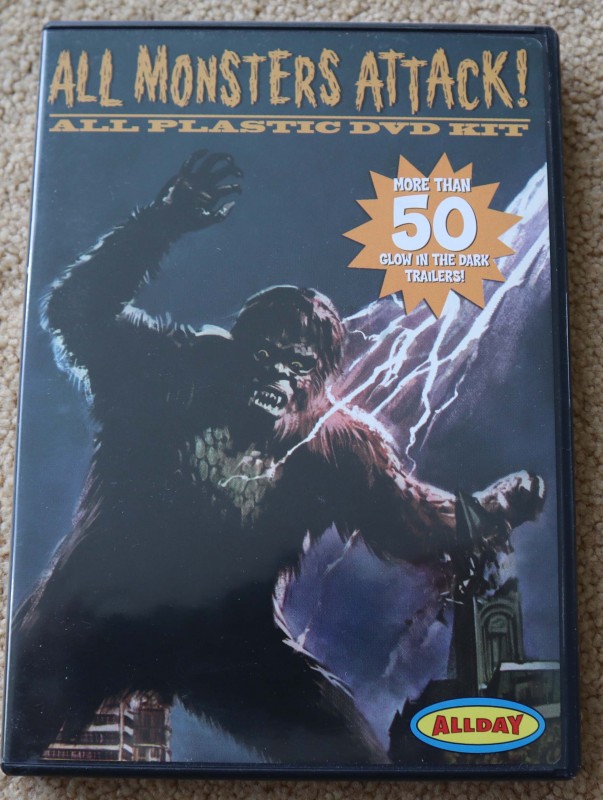 ALL MONSTERS ATTACK!
ALL PLASTIC DVD KIT
MORE THAN
50
GLOW IN THE DARK
TRAILERS!
ALLDAY